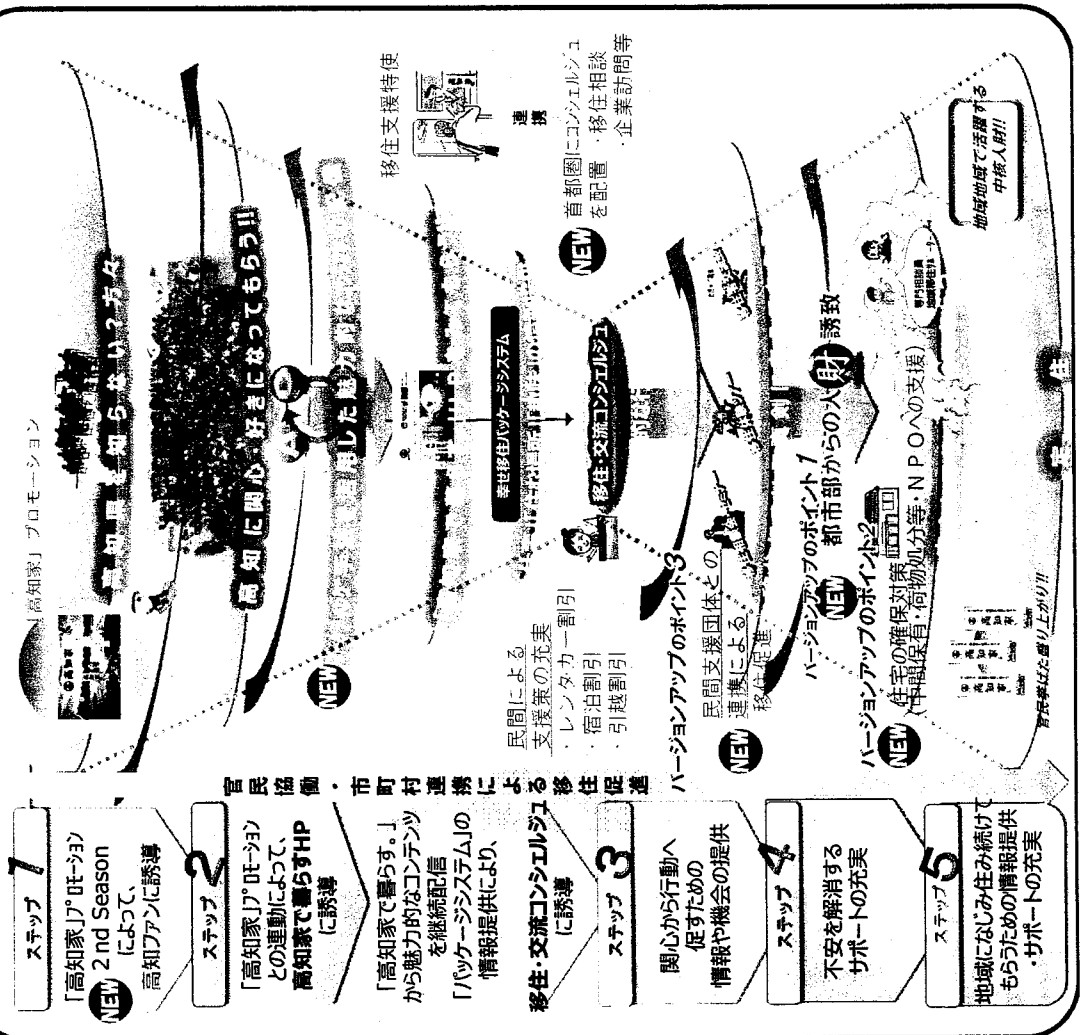 ステップ 1
「高知家」プロモーション
NEW 2nd Season
によって、
高知ファンに誘導
ステップ 2
「高知家」プロモーション
との連動によって、
高知家で暮らすHP
に誘導
「高知家で暮らす。」
から魅力的なコンテンツ
を継続配信
「パッケージシステム」の
情報提供により、
移住・交流コンシェルジュ
に誘導
ステップ 3
関心から行動へ
促すための
情報や機会の提供
ステップ 4
不安を解消する
サポートの充実
ステップ 5
地域になじみ住み続けて
もらうための情報提供
・サポートの充実
官民協働・市町村連携による移住促進
高知家」プロモーション
高知に関心、好きになってもらう!!
NEW
幸せ移住パッケージシステム
移住・交流コンシェルジュ
移住支援特使
連携
NEW
首都圏にコンシェルジュ
を配置
・移住相談
・企業訪問等
民間による
支援策の充実
・レンタカー割引
・宿泊割引
・引越割引
バージョンアップのポイント3
NEW
民間支援団体との
連携による
移住促進
バージョンアップのポイント1
NEW
都市部からの人財誘致
バージョンアップのポイント2
NEW
住宅の確保対策
(中間保有・荷物処分等・NPOへの支援)
専門相談員
地域地域で活躍する
中核人財!!
官民挙げた盛り上がり!!